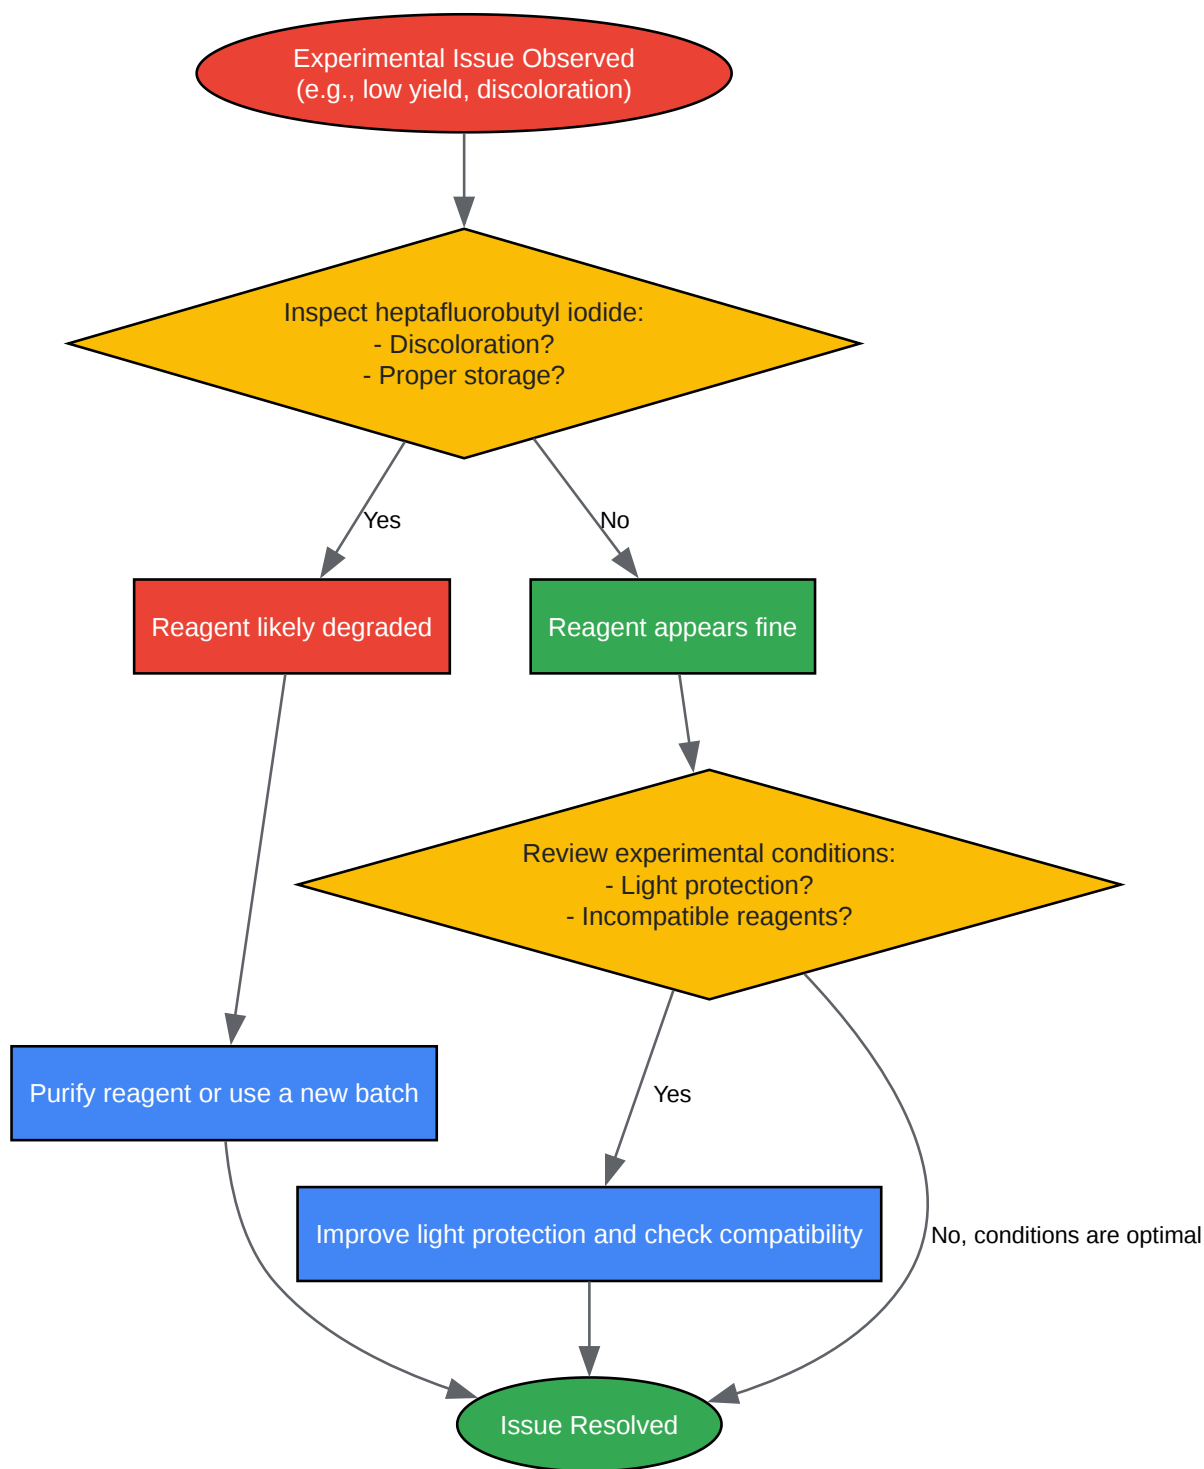 Experimental Issue Observed
(e.g., low yield, discoloration)
Inspect heptafluorobutyl iodide:
- Discoloration?
- Proper storage?
Yes
No
Reagent likely degraded
Reagent appears fine
Review experimental conditions:
- Light protection?
- Incompatible reagents?
Purify reagent or use a new batch
Yes
Improve light protection and check compatibility
No, conditions are optimal
Issue Resolved